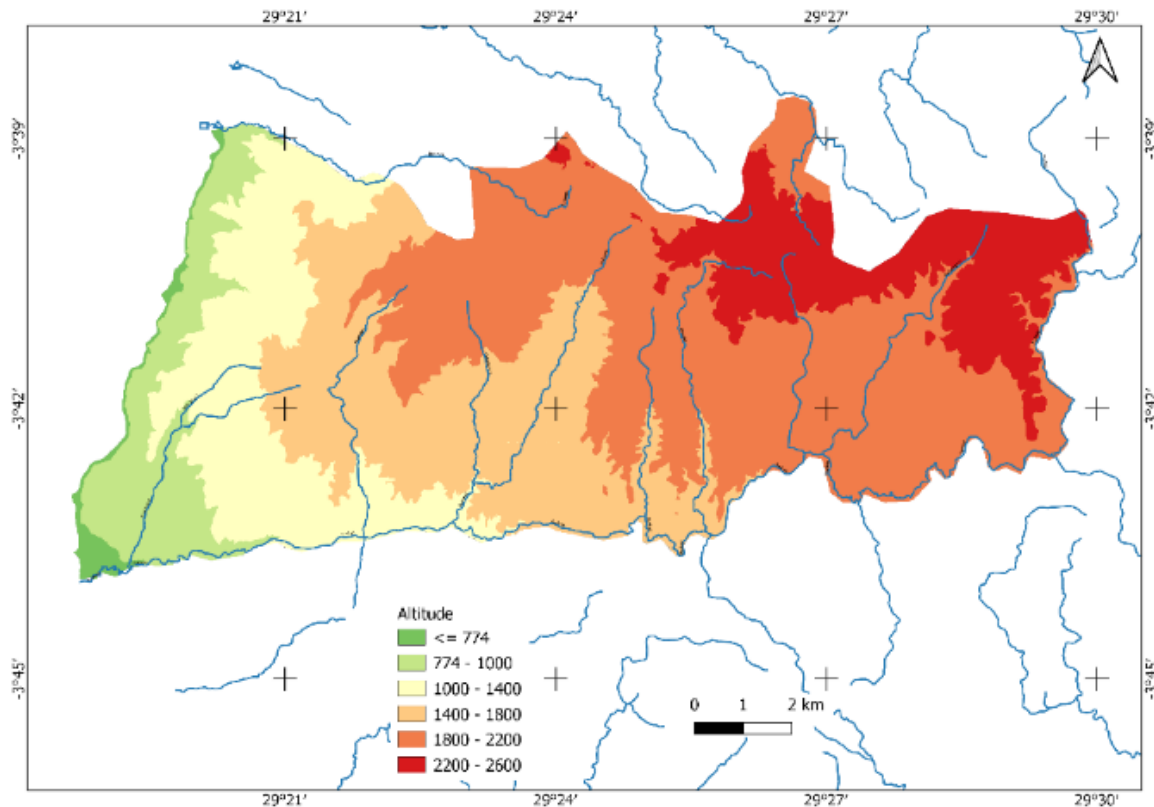 29°21′ 29°24′ 29°27′ 29°30′
-3°39′ -3°39′
-3°42′ -3°42′
-3°45′ -3°45′
Altitude
<= 774
774 - 1000
1000 - 1400
1400 - 1800
1800 - 2200
2200 - 2600
0 1 2 km
29°21′ 29°24′ 29°27′ 29°30′